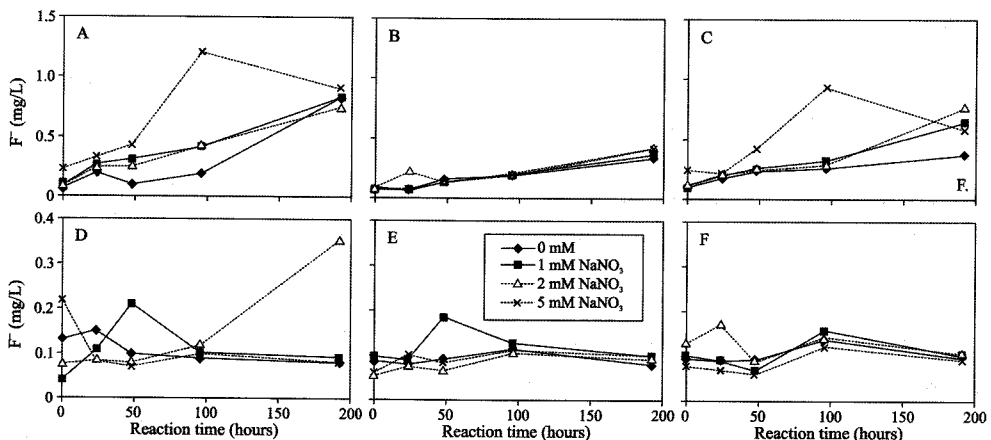 1.5
1.0
0.5
0
F⁻ (mg/L)
A
B
C
E.
0.4
0.3
0.2
0.1
0
F⁻ (mg/L)
D
E
F
0 mM
1 mM NaNO₃
2 mM NaNO₃
5 mM NaNO₃
0 50 100 150 200
0 50 100 150 200
0 50 100 150 200
Reaction time (hours)
Reaction time (hours)
Reaction time (hours)